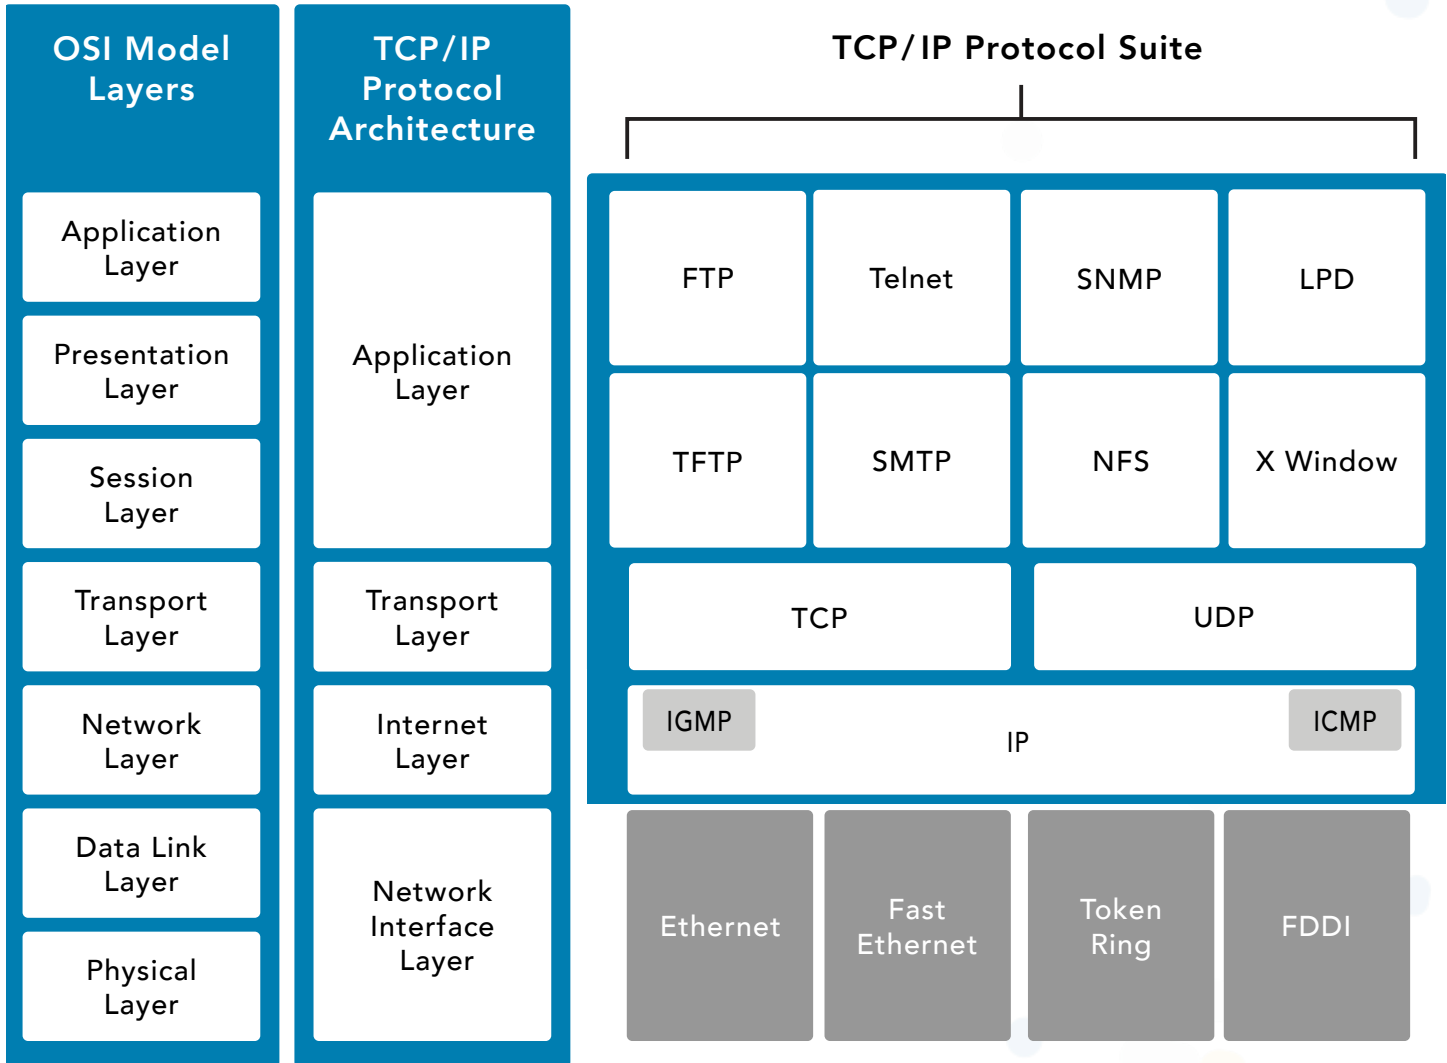 OSI Model
Layers
TCP/IP
Protocol
Architecture
TCP/IP Protocol Suite
Application
Layer
Presentation
Layer
Session
Layer
Transport
Layer
Network
Layer
Data Link
Layer
Physical
Layer
Application
Layer
Transport
Layer
Internet
Layer
Network
Interface
Layer
FTP
Telnet
SNMP
LPD
TFTP
SMTP
NFS
X Window
TCP
UDP
IGMP
IP
ICMP
Ethernet
Fast
Ethernet
Token
Ring
FDDI